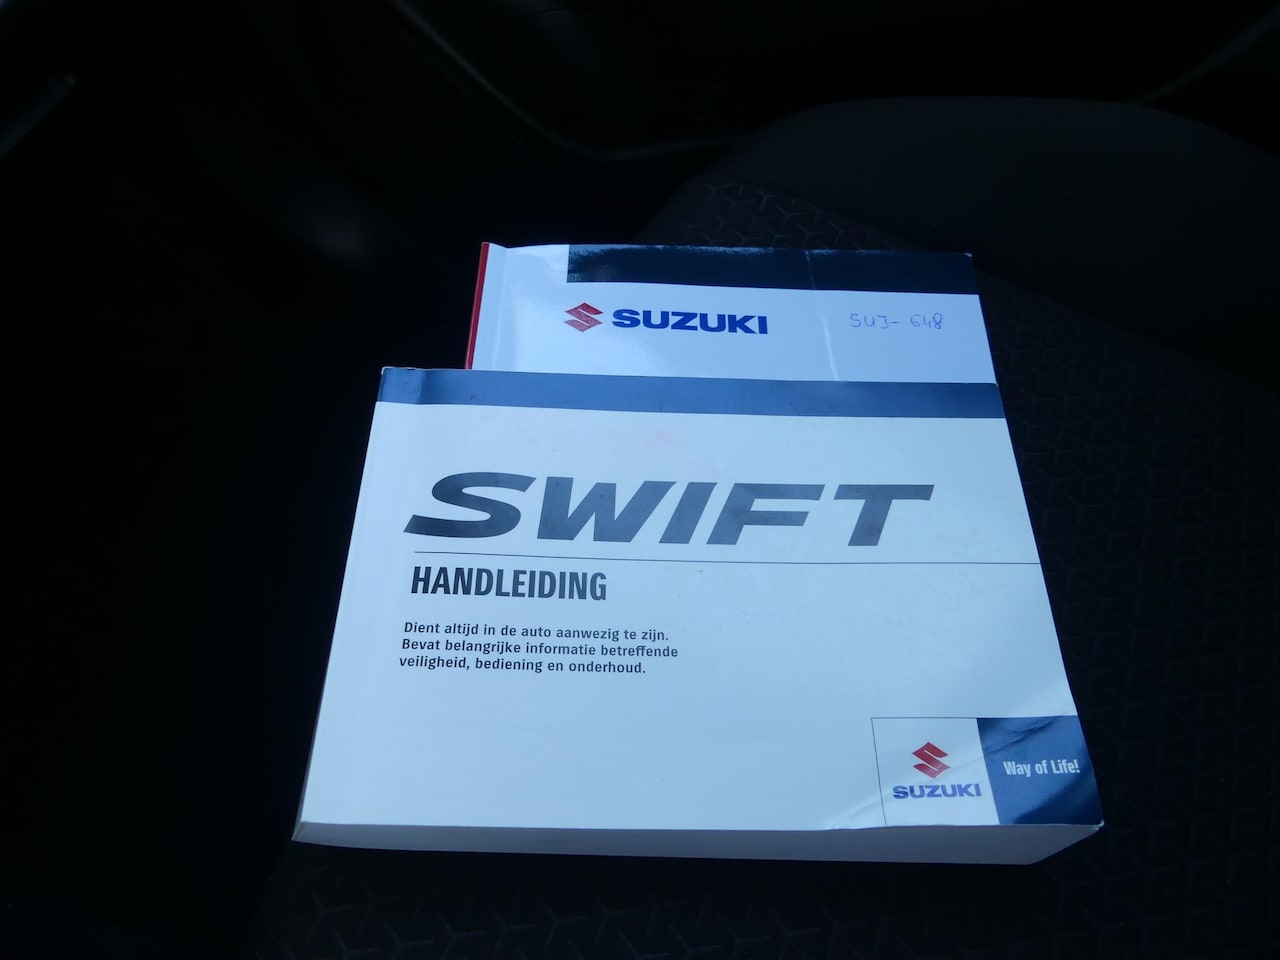 SUZUKI
SUJ-648
SWIFT
HANDLEIDING
Dient altijd in de auto aanwezig te zijn.
Bevat belangrijke informatie betreffende
veiligheid, bediening en onderhoud.
Way of Life!
SUZUKI